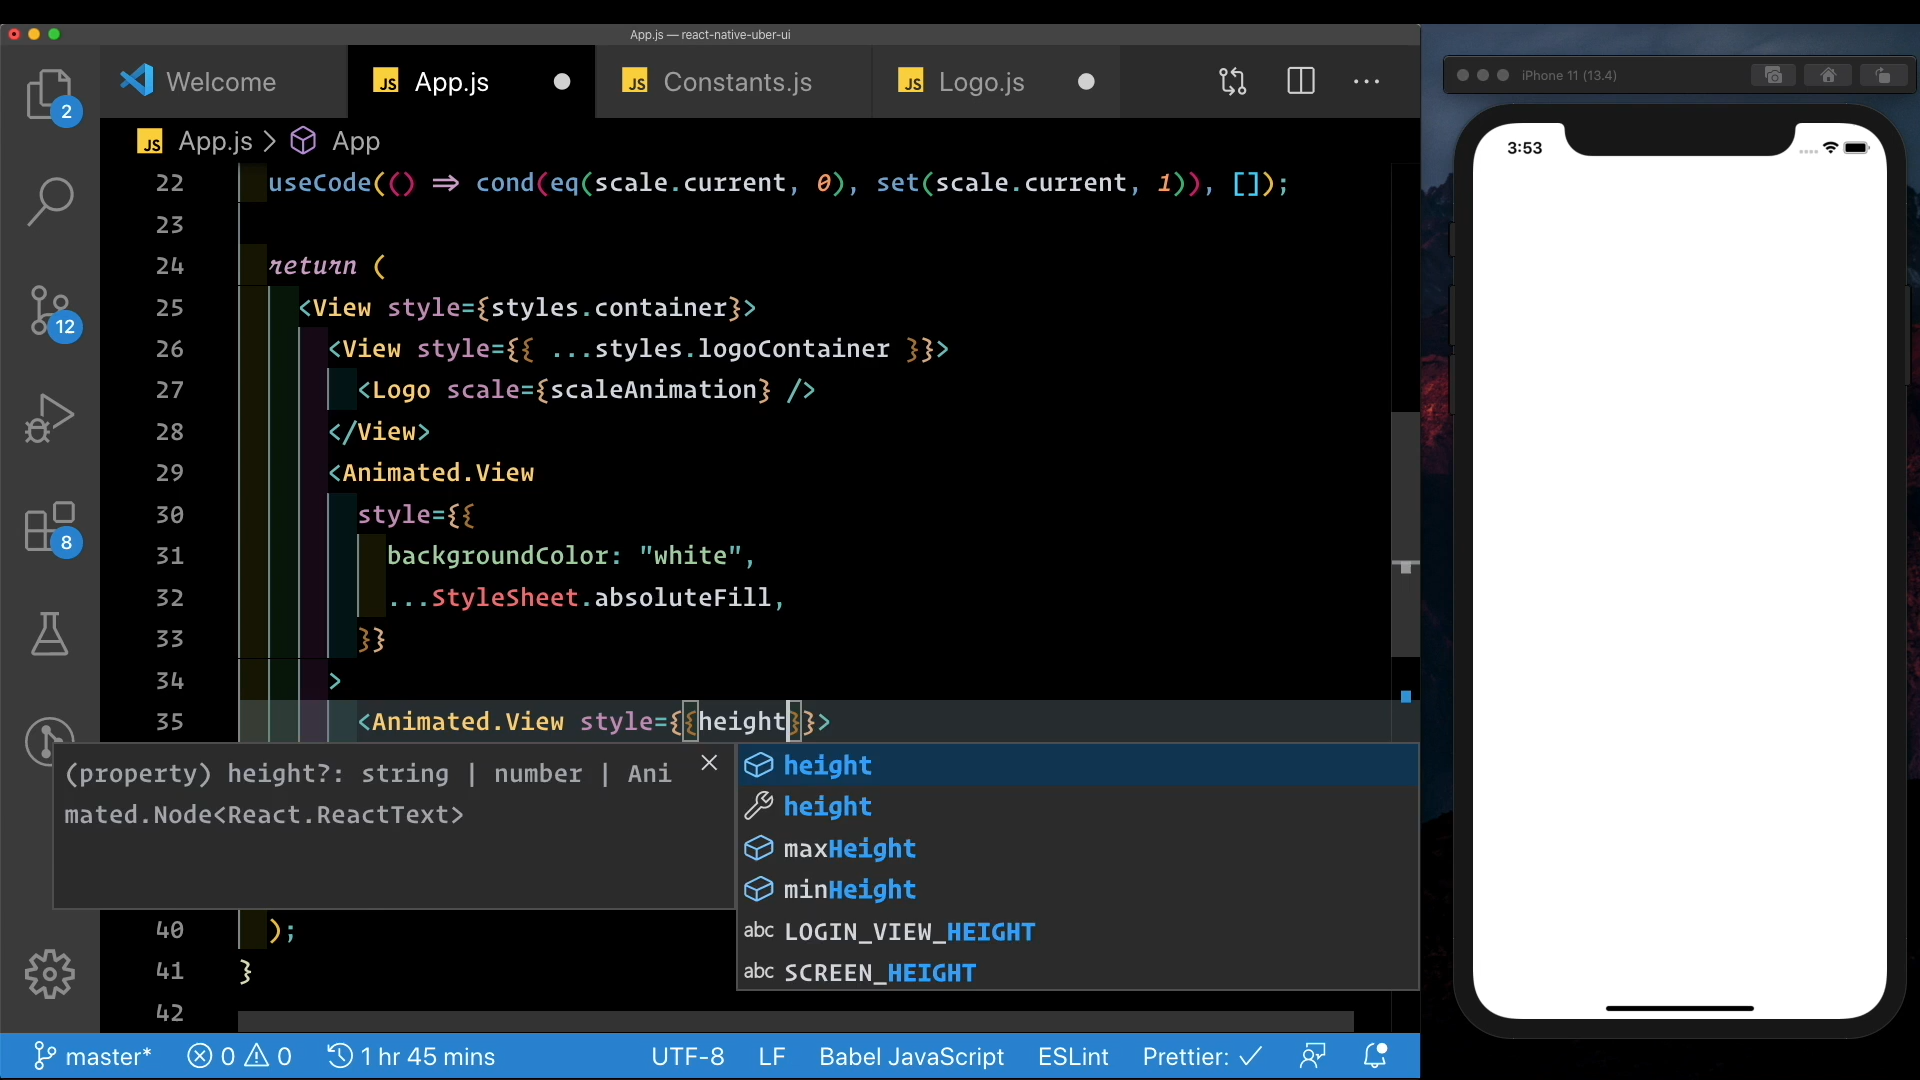 App.js — react-native-uber-ui
Welcome
JS App.js
JS Constants.js
JS Logo.js
JS App.js > App
2
12
8
22 useCode(() => cond(eq(scale.current, 0), set(scale.current, 1)), []);
23
24 return (
25 <View style={styles.container}>
26 <View style={{ ...styles.logoContainer }}>
27 <Logo scale={scaleAnimation} />
28 </View>
29 <Animated.View
30 style={{
31 backgroundColor: "white",
32 ...StyleSheet.absoluteFill,
33 }}
34 >
35 <Animated.View style={{height}}>
(property) height?: string | number | Ani
mated.Node<React.ReactText>
height
height
maxHeight
minHeight
abc LOGIN_VIEW_HEIGHT
abc SCREEN_HEIGHT
40 );
41 }
42
master* 0 0 1 hr 45 mins UTF-8 LF Babel JavaScript ESLint Prettier: ✓
iPhone 11 (13.4)
3:53